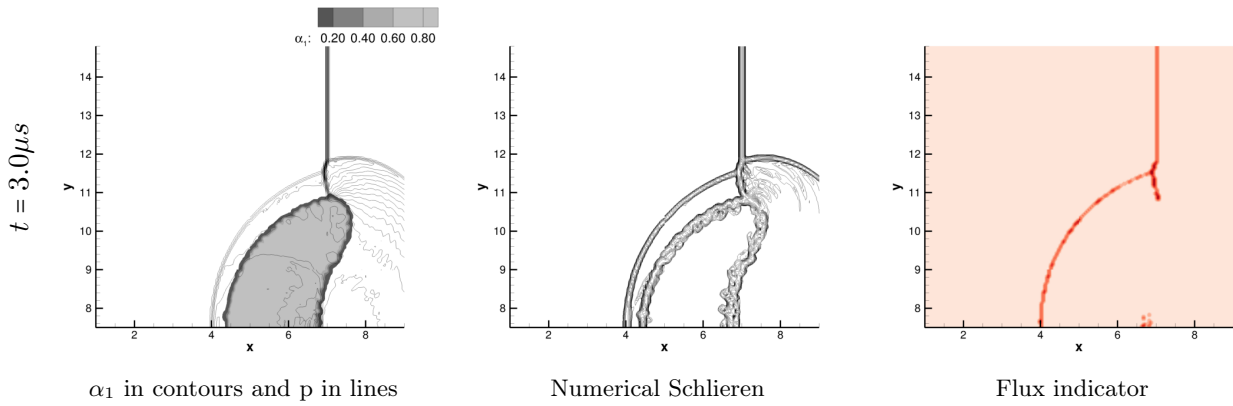 α₁: 0.20 0.40 0.60 0.80
t = 3.0μs
y
14
13
12
11
10
9
8
2 4 6 8
x
y
14
13
12
11
10
9
8
2 4 6 8
x
y
14
13
12
11
10
9
8
2 4 6 8
x
α₁ in contours and p in lines
Numerical Schlieren
Flux indicator